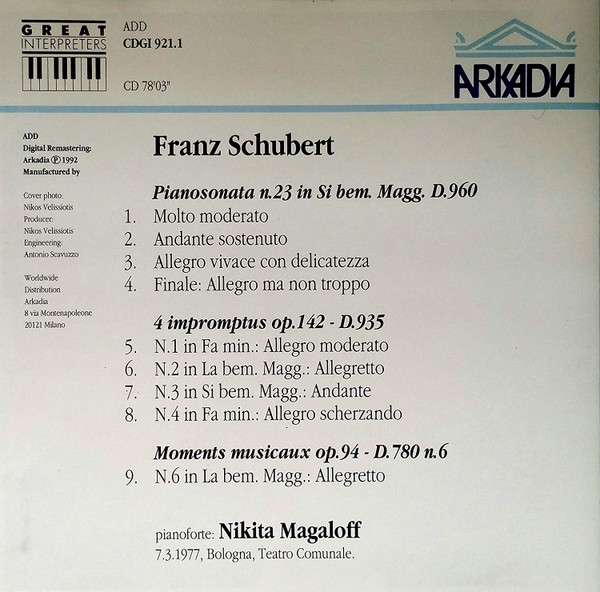 GREAT
INTERPRETERS
ADD
CDGI 921.1
CD 78'03"
ARKADIA
ADD
Digital Remastering:
Arkadia Ⓟ 1992
Manufactured by
Cover photo:
Nikos Velissiotis
Producer:
Nikos Velissiotis
Engineering:
Antonio Scavuzzo
Worldwide
Distribution
Arkadia
8 via Montenapoleone
20121 Milano
Franz Schubert
Pianosonata n.23 in Si bem. Magg. D.960
1. Molto moderato
2. Andante sostenuto
3. Allegro vivace con delicatezza
4. Finale: Allegro ma non troppo
4 impromptus op.142 - D.935
5. N.1 in Fa min.: Allegro moderato
6. N.2 in La bem. Magg.: Allegretto
7. N.3 in Si bem. Magg.: Andante
8. N.4 in Fa min.: Allegro scherzando
Moments musicaux op.94 - D.780 n.6
9. N.6 in La bem. Magg.: Allegretto
pianoforte: Nikita Magaloff
7.3.1977, Bologna, Teatro Comunale.